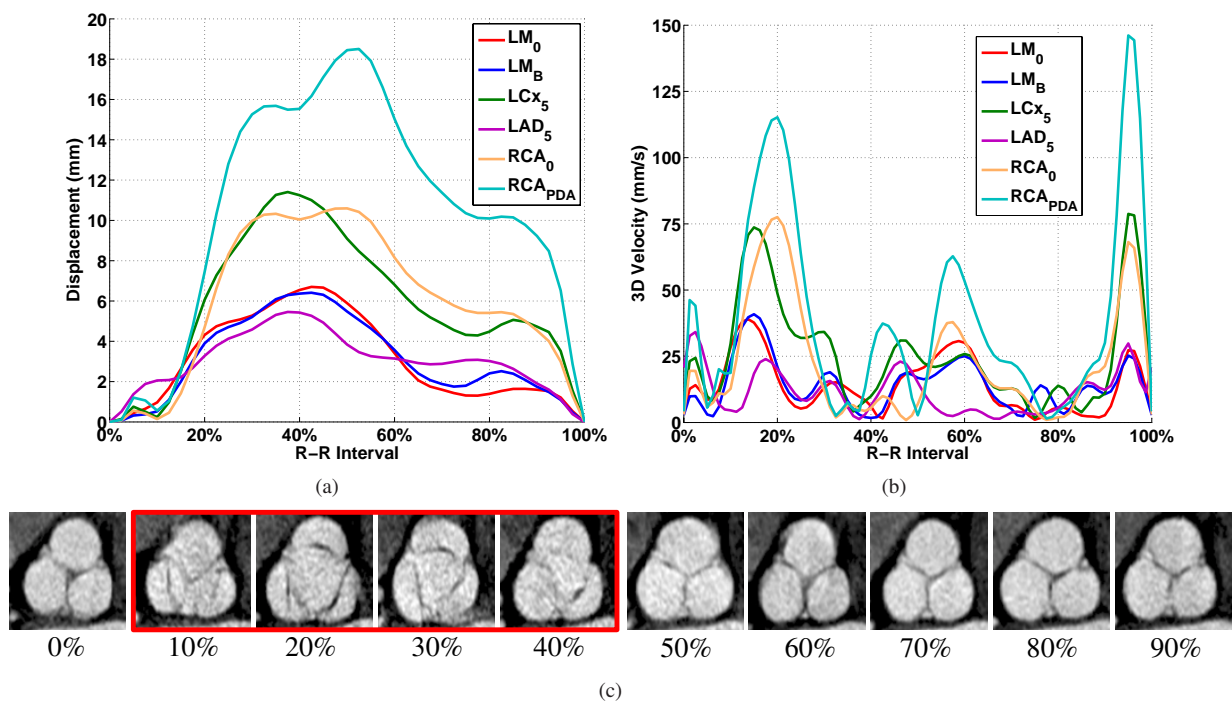 20
18
16
14
12
10
8
6
4
2
0
Displacement (mm)
0% 20% 40% 60% 80% 100%
R−R Interval
LM0
LMB
LCx5
LAD5
RCA0
RCAPDA
(a)
150
125
100
75
50
25
0
3D Velocity (mm/s)
0% 20% 40% 60% 80% 100%
R−R Interval
LM0
LMB
LCx5
LAD5
RCA0
RCAPDA
(b)
0% 10% 20% 30% 40% 50% 60% 70% 80% 90%
(c)